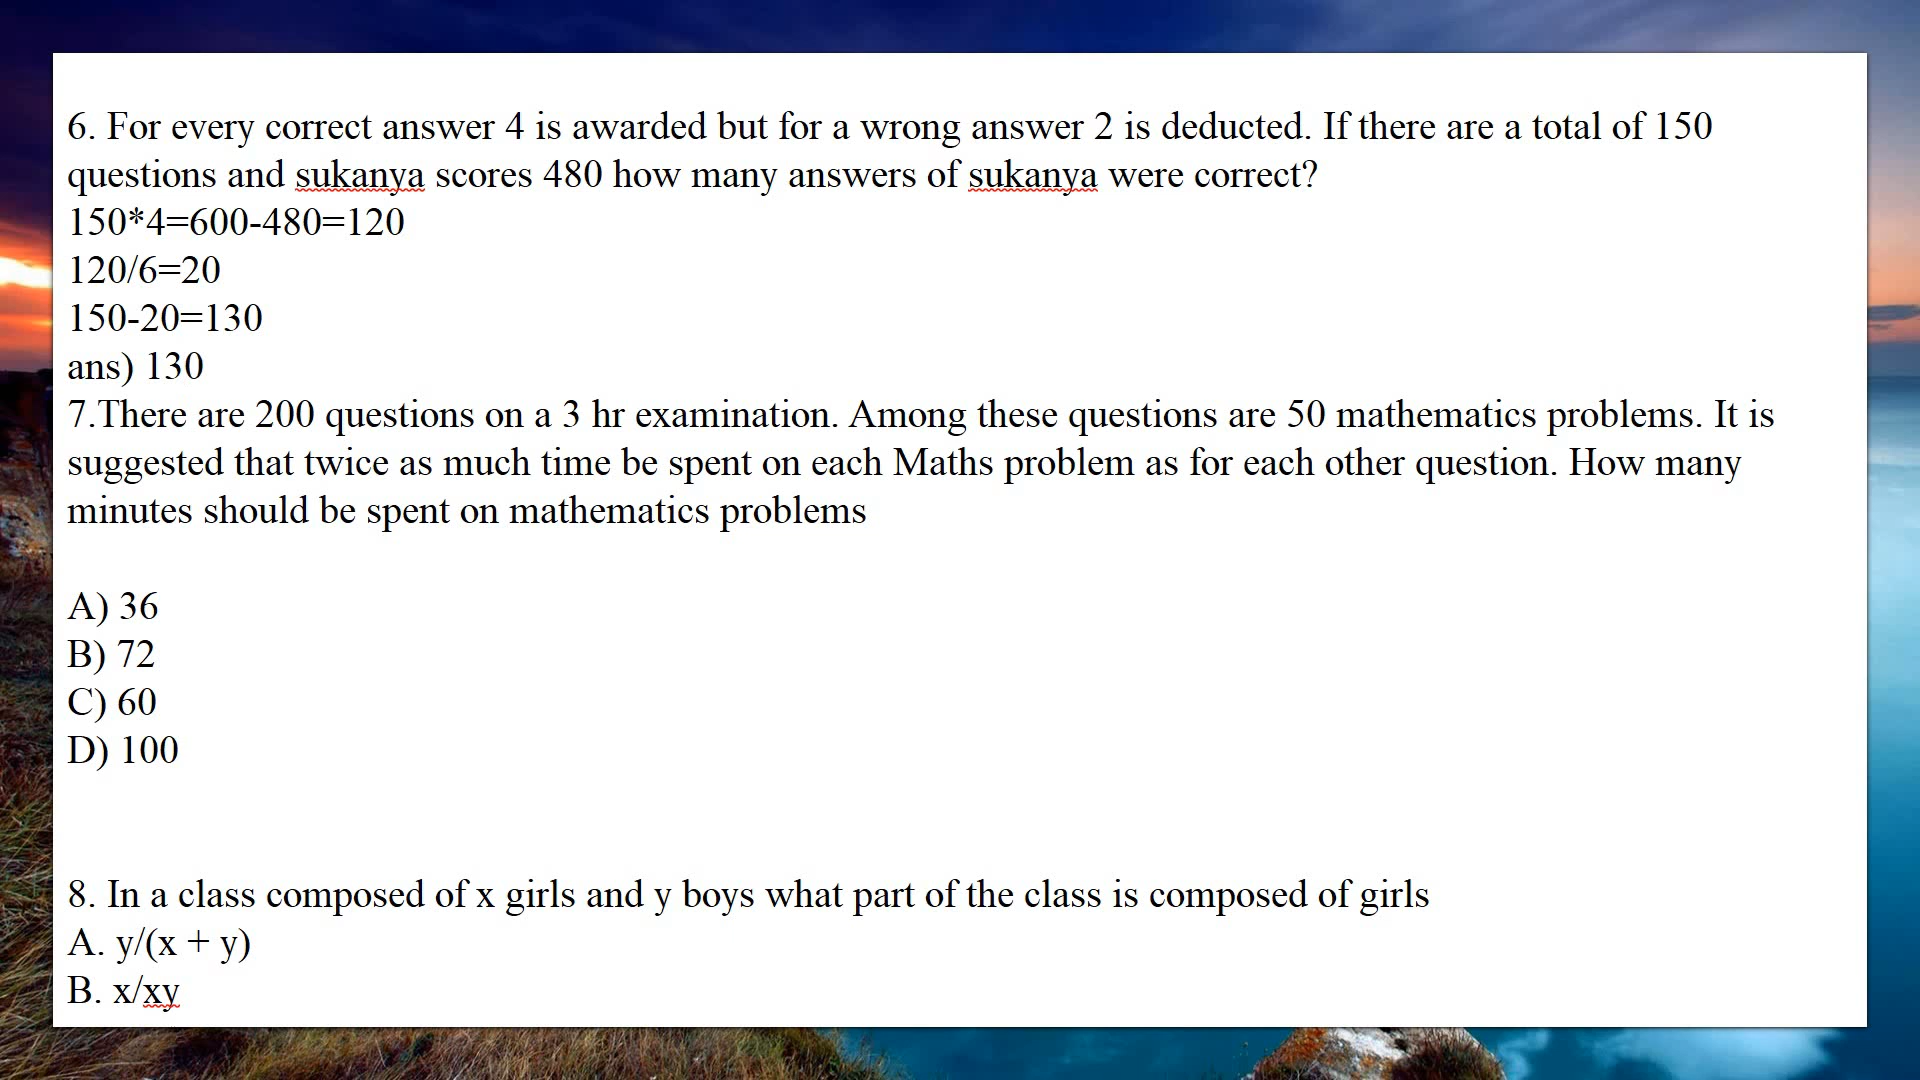 6. For every correct answer 4 is awarded but for a wrong answer 2 is deducted. If there are a total of 150
questions and sukanya scores 480 how many answers of sukanya were correct?
150*4=600-480=120
120/6=20
150-20=130
ans) 130
7.There are 200 questions on a 3 hr examination. Among these questions are 50 mathematics problems. It is
suggested that twice as much time be spent on each Maths problem as for each other question. How many
minutes should be spent on mathematics problems
A) 36
B) 72
C) 60
D) 100
8. In a class composed of x girls and y boys what part of the class is composed of girls
A. y/(x + y)
B. x/xy